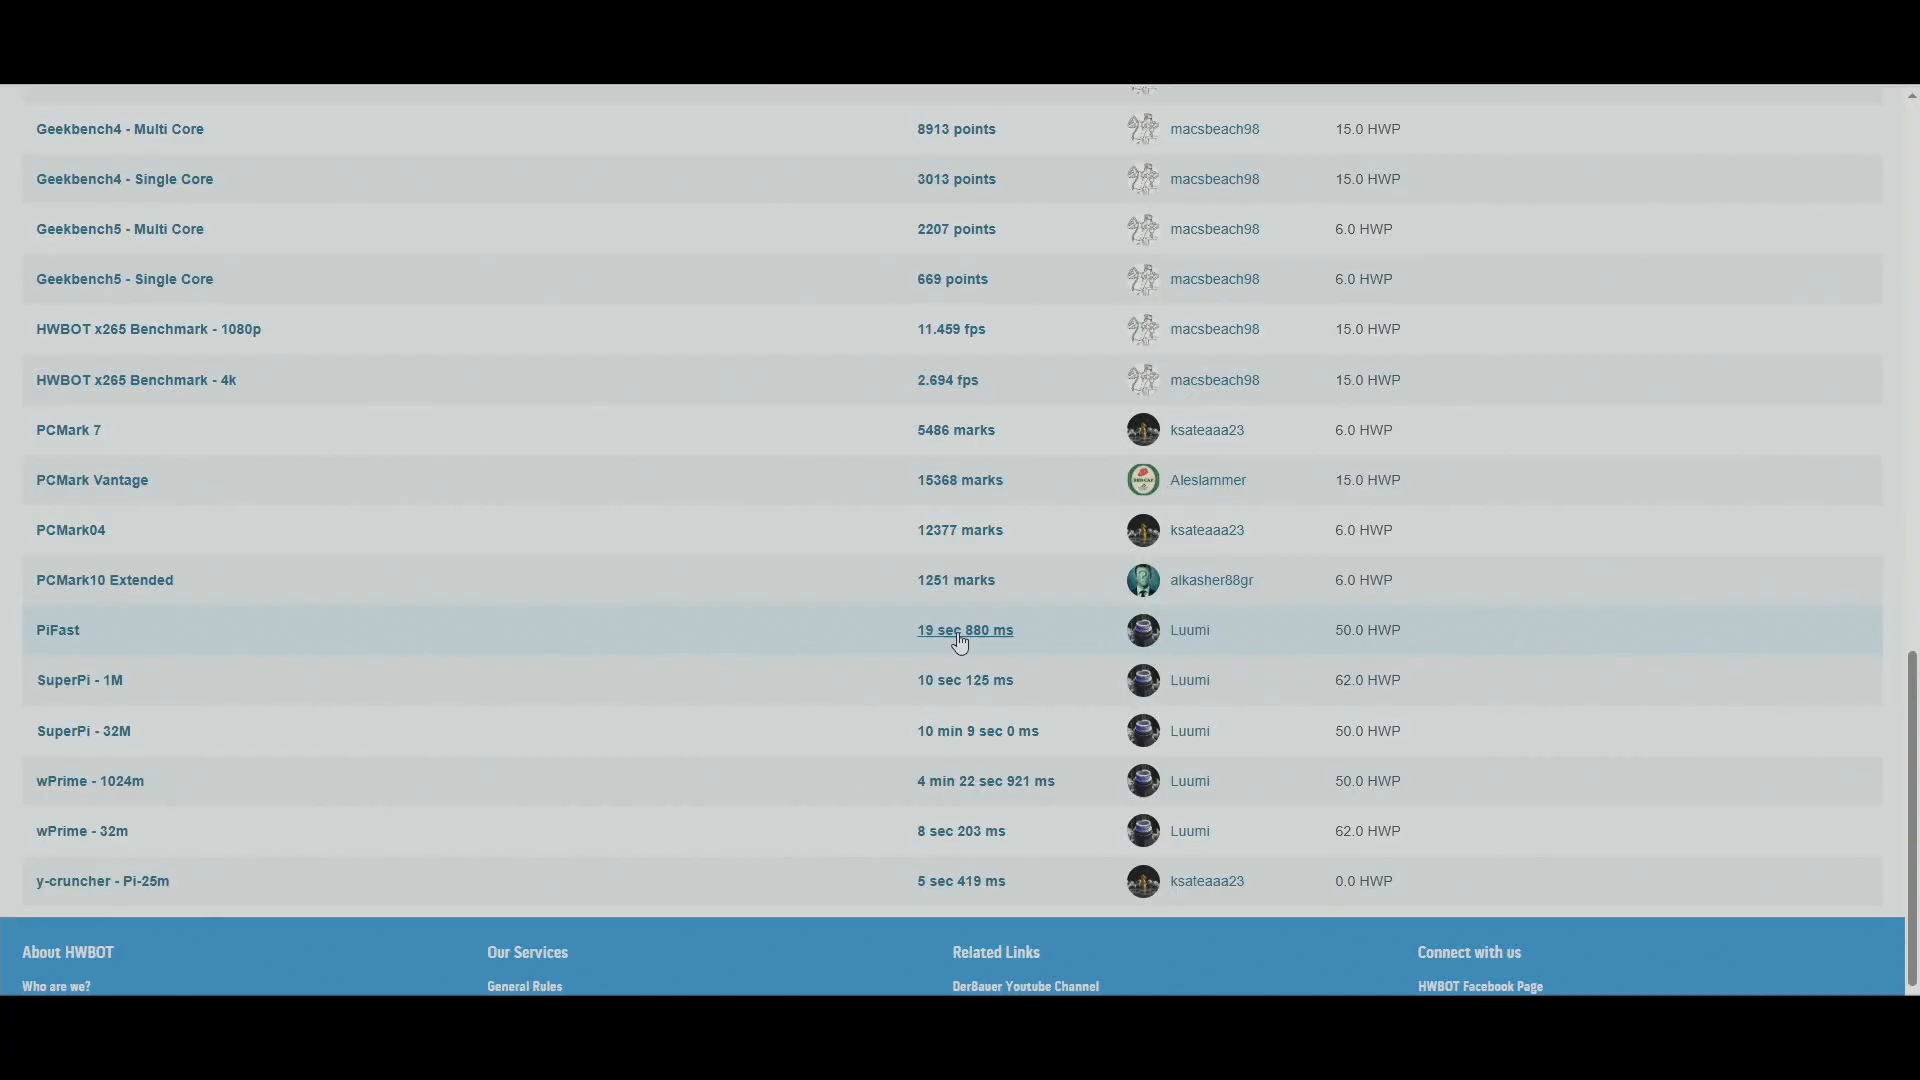 Geekbench4 - Multi Core 8913 points macsbeach98 15.0 HWP
Geekbench4 - Single Core 3013 points macsbeach98 15.0 HWP
Geekbench5 - Multi Core 2207 points macsbeach98 6.0 HWP
Geekbench5 - Single Core 669 points macsbeach98 6.0 HWP
HWBOT x265 Benchmark - 1080p 11.459 fps macsbeach98 15.0 HWP
HWBOT x265 Benchmark - 4k 2.694 fps macsbeach98 15.0 HWP
PCMark 7 5486 marks ksateaaa23 6.0 HWP
PCMark Vantage 15368 marks Aleslammer 15.0 HWP
PCMark04 12377 marks ksateaaa23 6.0 HWP
PCMark10 Extended 1251 marks alkasher88gr 6.0 HWP
PiFast 19 sec 880 ms Luumi 50.0 HWP
SuperPi - 1M 10 sec 125 ms Luumi 62.0 HWP
SuperPi - 32M 10 min 9 sec 0 ms Luumi 50.0 HWP
wPrime - 1024m 4 min 22 sec 921 ms Luumi 50.0 HWP
wPrime - 32m 8 sec 203 ms Luumi 62.0 HWP
y-cruncher - Pi-25m 5 sec 419 ms ksateaaa23 0.0 HWP
About HWBOT Our Services Related Links Connect with us
Who are we? General Rules Der8auer Youtube Channel HWBOT Facebook Page